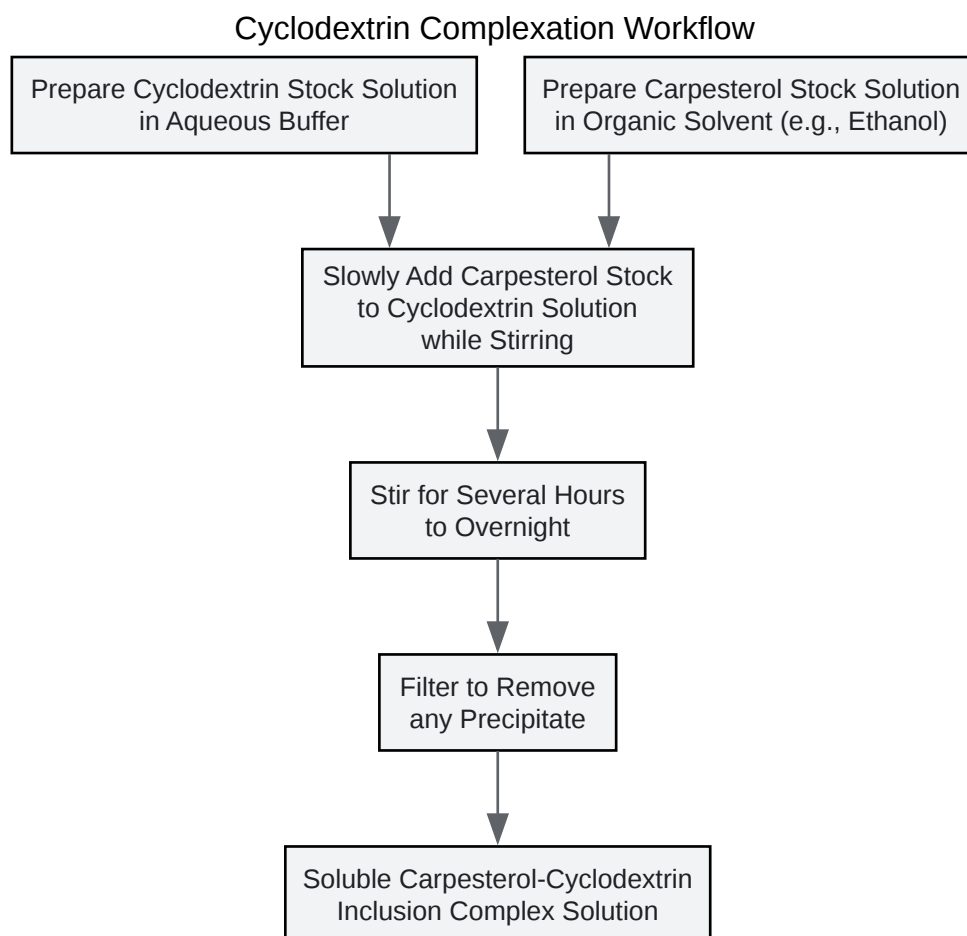 Cyclodextrin Complexation Workflow
Prepare Cyclodextrin Stock Solution
in Aqueous Buffer
Prepare Carpesterol Stock Solution
in Organic Solvent (e.g., Ethanol)
Slowly Add Carpesterol Stock
to Cyclodextrin Solution
while Stirring
Stir for Several Hours
to Overnight
Filter to Remove
any Precipitate
Soluble Carpesterol-Cyclodextrin
Inclusion Complex Solution